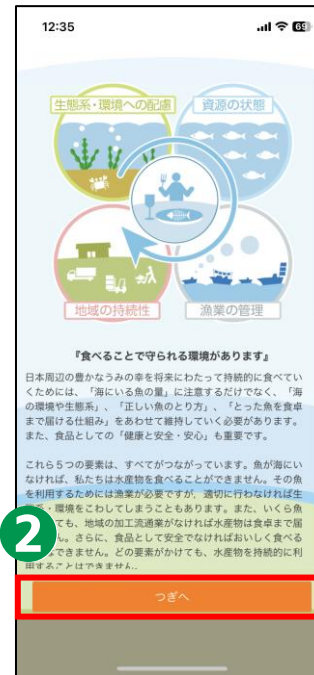 12:35
69
生態系・環境への配慮
資源の状態
地域の持続性
漁業の管理
『食べることで守られる環境があります』
日本周辺の豊かなうみの幸を将来にわたって持続的に食べてい
くためには、「海にいる魚の量」に注意するだけでなく、「海
の環境や生態系」、「正しい魚のとり方」、「とった魚を食卓
まで届ける仕組み」をあわせて維持していく必要があります。
また、食品としての「健康と安全・安心」も重要です。
これら５つの要素は、すべてがつながっています。魚が海にい
なければ、私たちは水産物を食べることができません。その魚
を利用するためには漁業が必要ですが、適切に行わなければ生
・環境をこわしてしまうこともあります。また、いくら魚
ても、地域の加工流通業がなければ水産物は食卓まで届
ん。さらに、食品として安全でなければおいしく食べる
できません。どの要素がかけても、水産物を持続的に利
用することはできません。
2
つぎへ